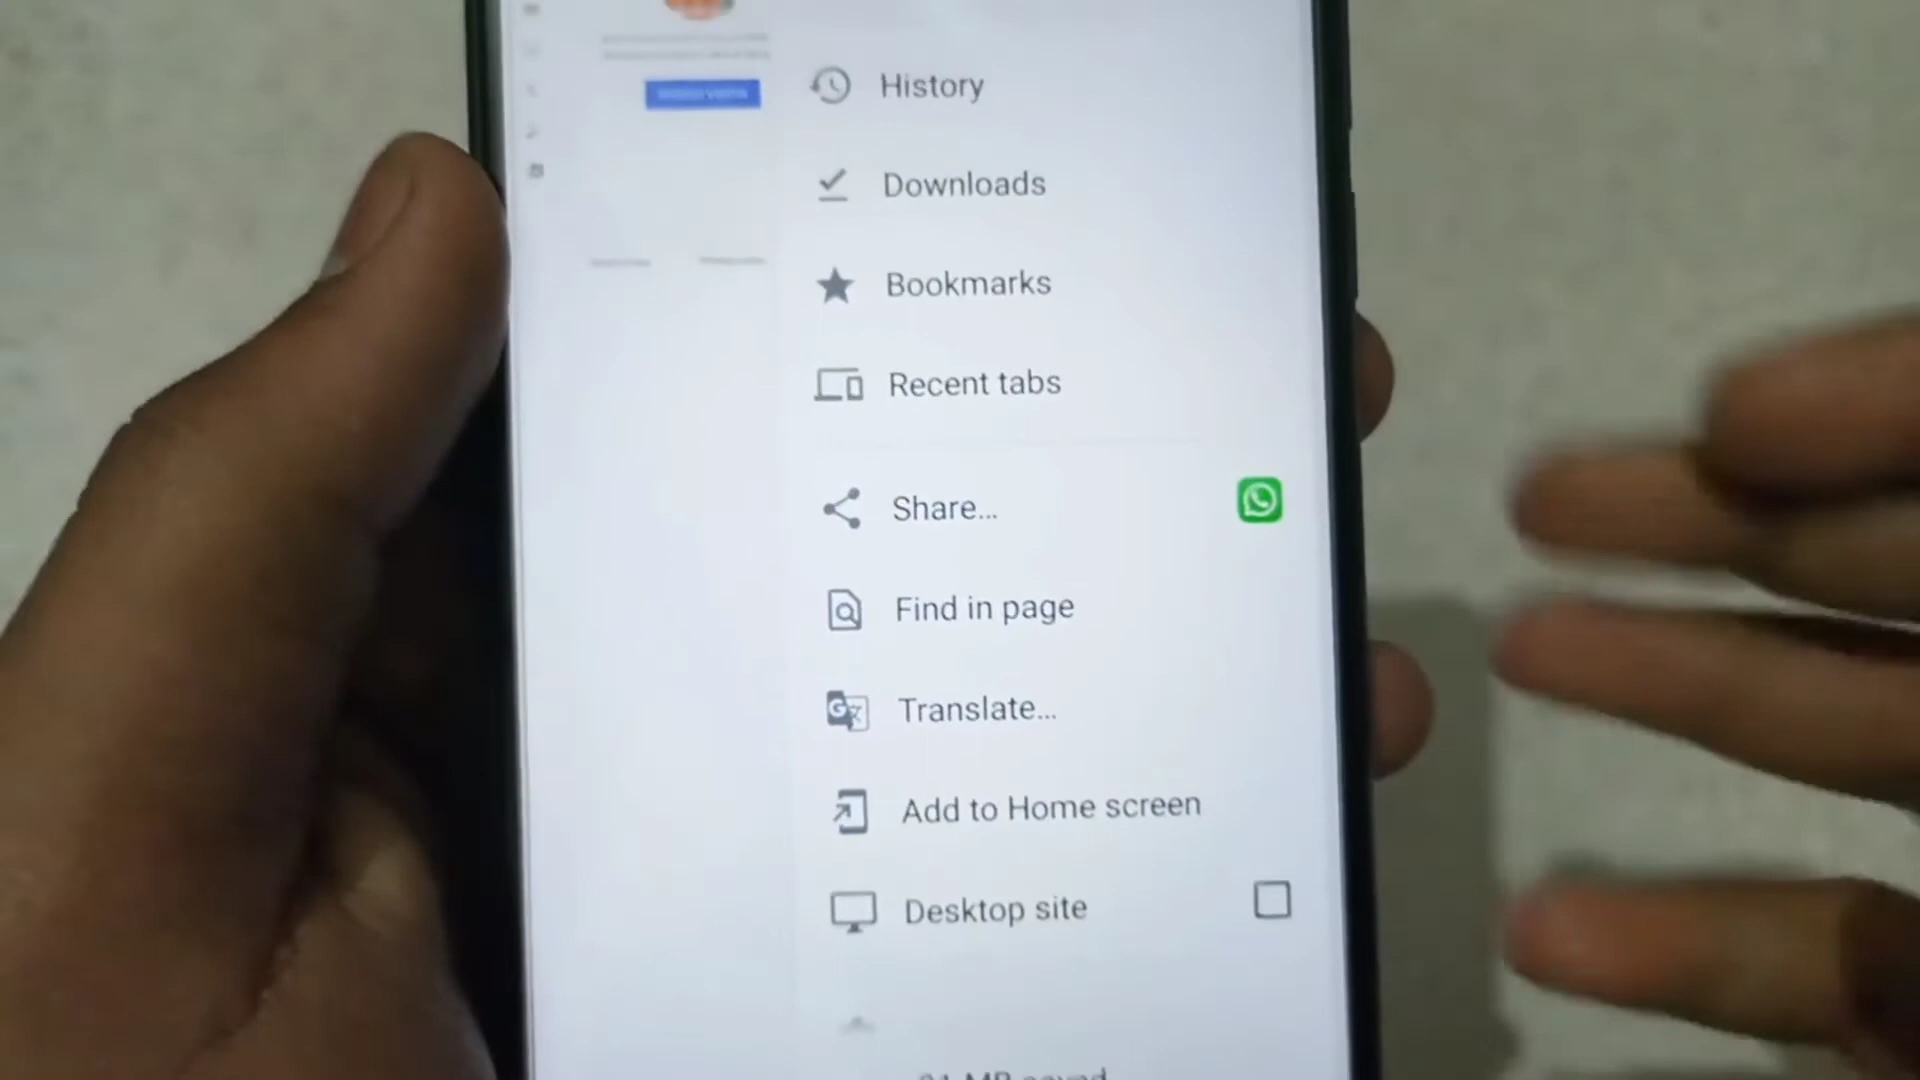 History
Downloads
Bookmarks
Recent tabs
Share...
Find in page
Translate...
Add to Home screen
Desktop site